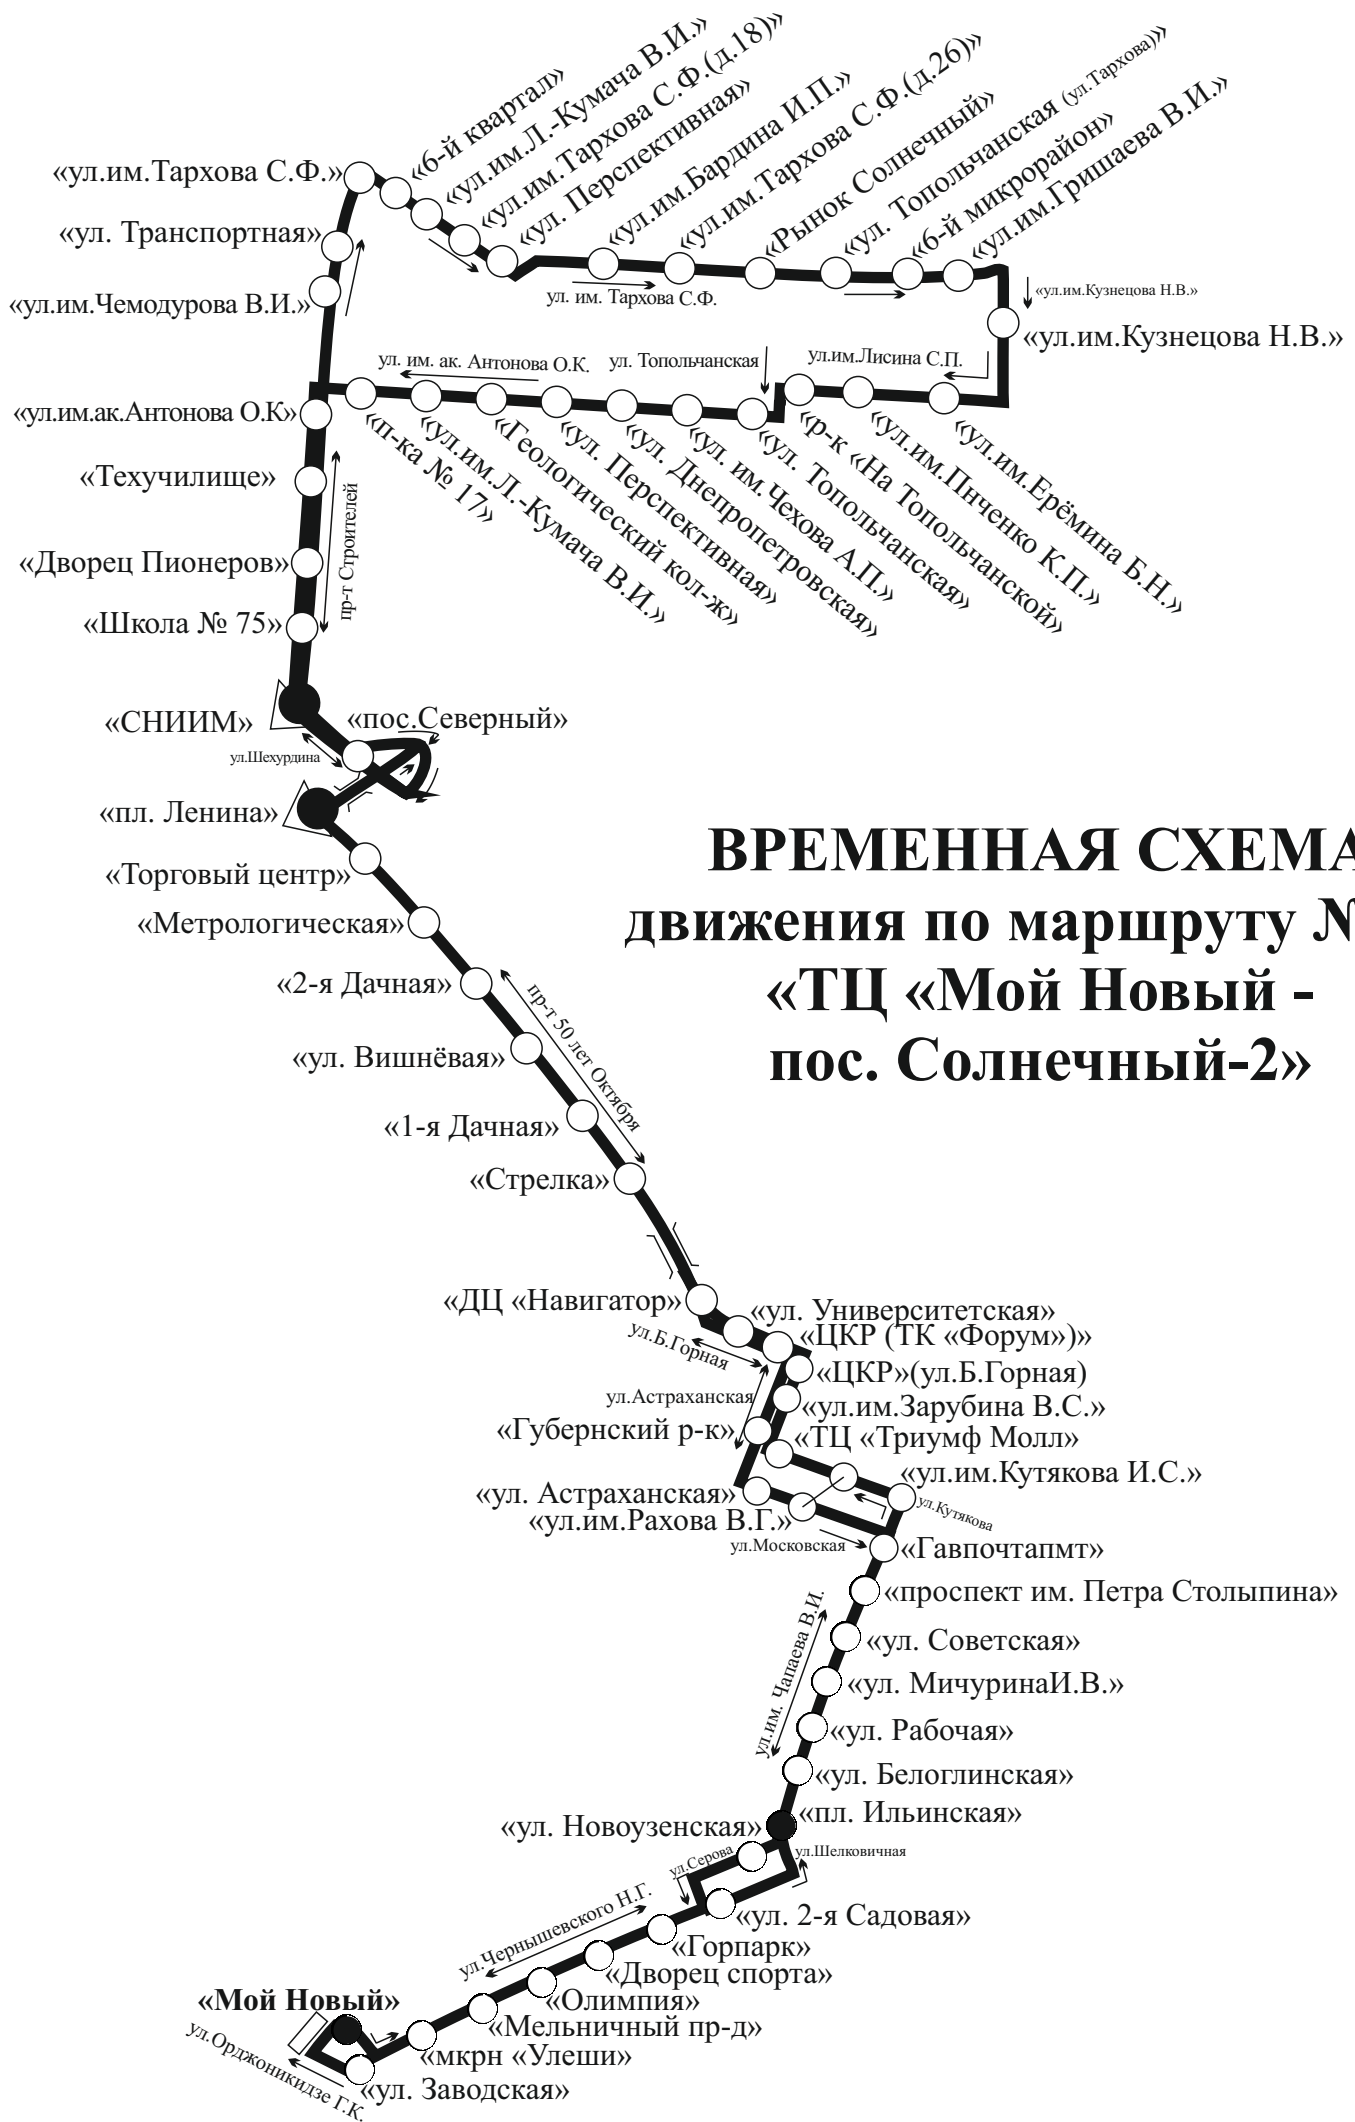 «6-й квартал»
«ул.им.Л.-Кумача В.И.»
«ул.им.Тархова С.Ф.(д.18)»
«ул. Перспективная»
«ул.им.Бардина И.П.»
«ул.им.Тархова С.Ф.(д.26)»
«Рынок Солнечный»
«ул. Топольчанская (ул.Тархова)»
«6-й микрорайон»
«ул.им.Гришаева В.И.»
«ул.им.Тархова С.Ф.»
«ул. Транспортная»
«ул.им.Чемодурова В.И.»
ул. им. Тархова С.Ф.
«ул.им.Кузнецова Н.В.»
«ул.им.Кузнецова Н.В.»
ул. им. ак. Антонова О.К.
ул. Топольчанская
ул.им.Лисина С.П.
«ул.им.ак.Антонова О.К»
«п-ка № 17»
«ул.им.Л.-Кумача В.И.»
«Геологический кол-ж»
«ул. Перспективная»
«ул. Днепропетровская»
«ул. им.Чехова А.П.»
«ул. Топольчанская»
«р-к «На Топольчанской»
«ул.им.Пнченко К.П.»
«ул.им.Ерёмина Б.Н.»
«Техучилище»
пр-т Строителей
«Дворец Пионеров»
«Школа № 75»
«СНИИМ»
«пос.Северный»
ул.Шехурдина
«пл. Ленина»
«Торговый центр»
«Метрологическая»
ВРЕМЕННАЯ СХЕМА
движения по маршруту №
«ТЦ «Мой Новый -
пос. Солнечный-2»
«2-я Дачная»
пр-т 50 лет Октября
«ул. Вишнёвая»
«1-я Дачная»
«Стрелка»
«ДЦ «Навигатор»
«ул. Университетская»
ул.Б.Горная
«ЦКР (ТК «Форум»)»
«ЦКР»(ул.Б.Горная)
ул.Астраханская
«ул.им.Зарубина В.С.»
«Губернский р-к»
«ТЦ «Триумф Молл»
«ул.им.Кутякова И.С.»
«ул. Астраханская»
ул.Кутякова
«ул.им.Рахова В.Г.»
ул.Московская
«Гавпочтапмт»
«проспект им. Петра Столыпина»
«ул. Советская»
ул.им. Чапаева В.И.
«ул. МичуринаИ.В.»
«ул. Рабочая»
«ул. Белоглинская»
«пл. Ильинская»
«ул. Новоузенская»
ул.Серова
ул.Шелковичная
ул.Чернышевского Н.Г.
«ул. 2-я Садовая»
«Горпарк»
«Дворец спорта»
«Олимпия»
«Мой Новый»
«Мельничный пр-д»
«мкрн «Улеши»
ул.Орджоникидзе Г.К.
«ул. Заводская»